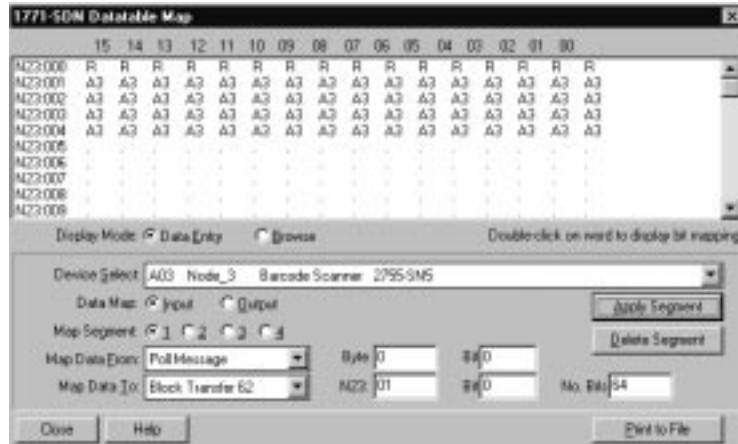 1771-SDN Datatable Map
15 14 13 12 11 10 09 08 07 06 05 04 03 02 01 00
N23:000 R R R R R R R R R R R R R R R R
N23:001 A3 A3 A3 A3 A3 A3 A3 A3 A3 A3 A3 A3 A3 A3 A3 A3
N23:002 A3 A3 A3 A3 A3 A3 A3 A3 A3 A3 A3 A3 A3 A3 A3 A3
N23:003 A3 A3 A3 A3 A3 A3 A3 A3 A3 A3 A3 A3 A3 A3 A3 A3
N23:004 A3 A3 A3 A3 A3 A3 A3 A3 A3 A3 A3 A3 A3 A3 A3 A3
N23:005
N23:006
N23:007
N23:008
N23:009
Display Mode: Data Entry Browse Double-click on word to display bit mapping
Device Select: A03 Node_3 Barcode Scanner 2755-SN5
Data Map: Input Output Apply Segment
Map Segment: 1 2 3 4 Delete Segment
Map Data From: Poll Message Byte 0 Bit 0
Map Data To: Block Transfer 62 N23: 01 Bit 0 No. Bits 64
Close Help Print to File